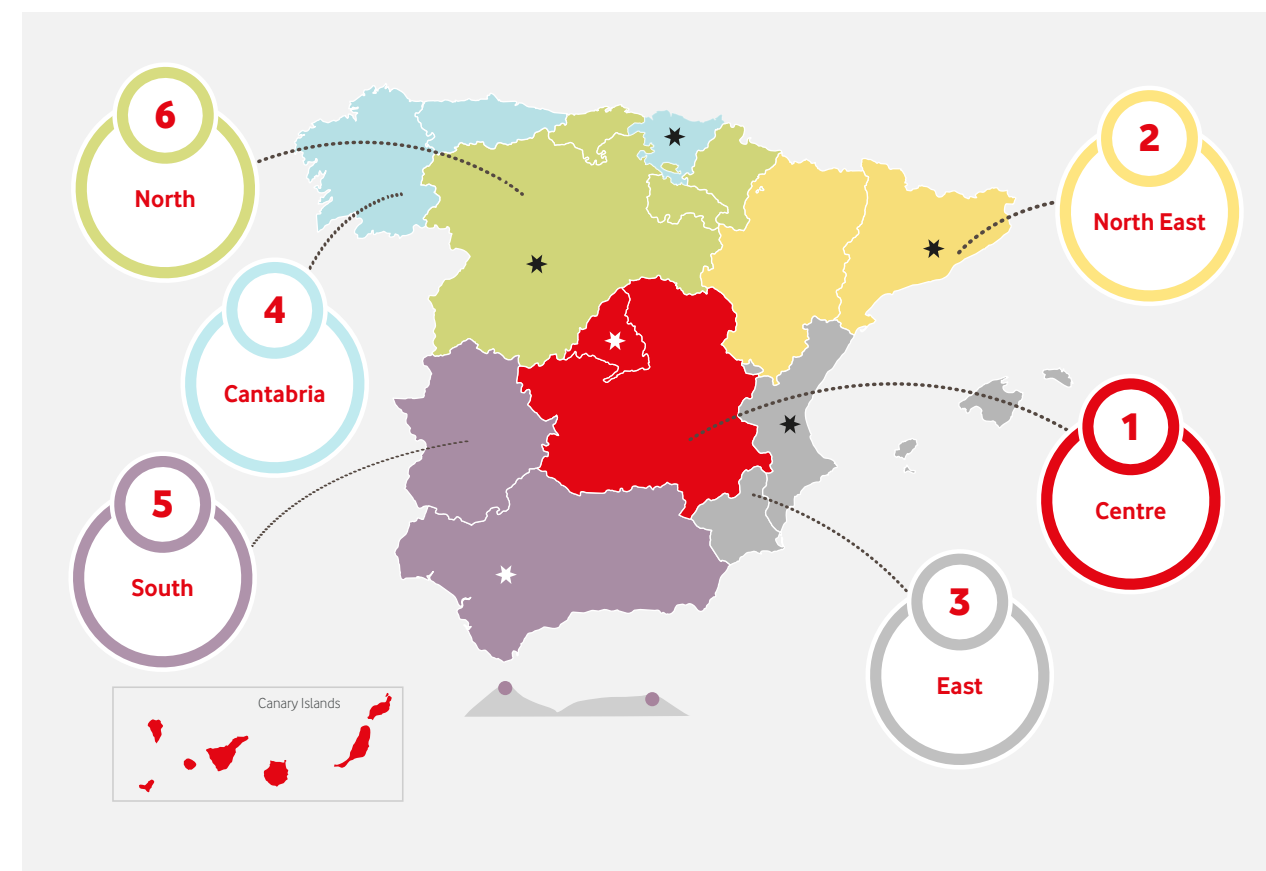 6
North
2
North East
4
Cantabria
1
Centre
5
South
3
East
Canary Islands